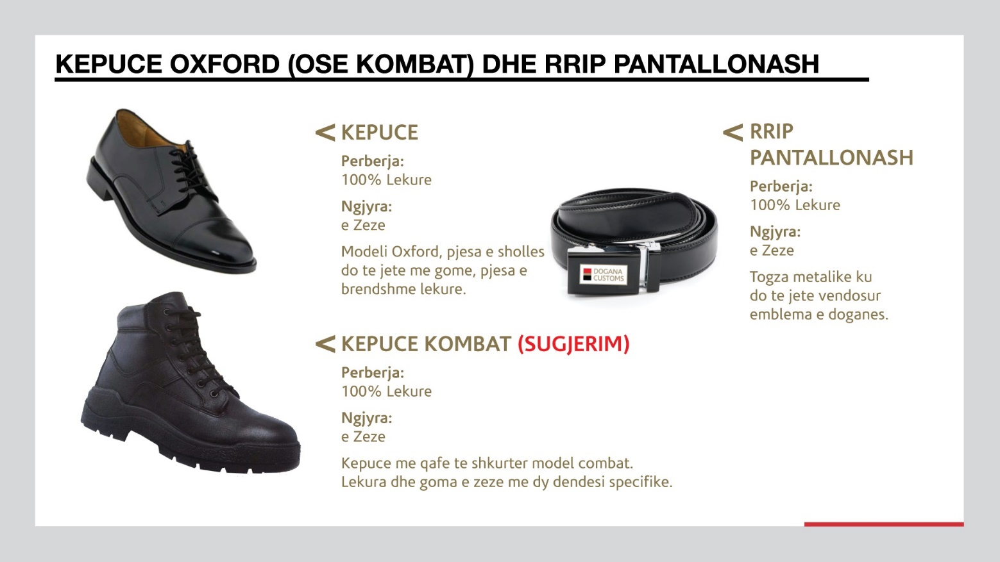 KEPUCE OXFORD (OSE KOMBAT) DHE RRIP PANTALLONASH
< KEPUCE
Perberja:
100% Lekure
Ngjyra:
e Zeze
Modeli Oxford, pjesa e sholles
do te jete me gome, pjesa e
brendshme lekure.
DOGANA
CUSTOMS
< RRIP
PANTALLONASH
Perberja:
100% Lekure
Ngjyra:
e Zeze
Togza metalike ku
do te jete vendosur
emblema e doganes.
< KEPUCE KOMBAT (SUGJERIM)
Perberja:
100% Lekure
Ngjyra:
e Zeze
Kepuce me qafe te shkurter model combat.
Lekura dhe goma e zeze me dy dendesi specifike.